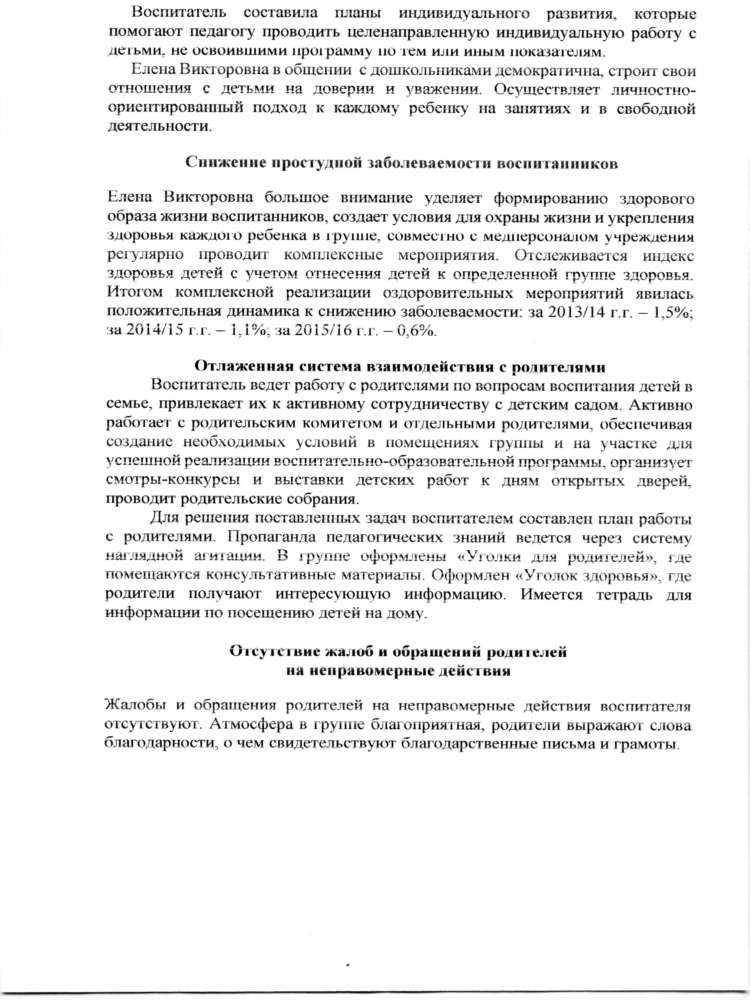 Воспитатель составила планы индивидуального развития, которые
помогают педагогу проводить целенаправленную индивидуальную работу с
детьми, не освоившими программу по тем или иным показателям.
Елена Викторовна в общении с дошкольниками демократична, строит свои
отношения с детьми на доверии и уважении. Осуществляет личностно-
ориентированный подход к каждому ребенку на занятиях и в свободной
деятельности.
Снижение простудной заболеваемости воспитанников
Елена Викторовна большое внимание уделяет формированию здорового
образа жизни воспитанников, создает условия для охраны жизни и укрепления
здоровья каждого ребенка в группе, совместно с медперсоналом учреждения
регулярно проводит комплексные мероприятия. Отслеживается индекс
здоровья детей с учетом отнесения детей к определенной группе здоровья.
Итогом комплексной реализации оздоровительных мероприятий явилась
положительная динамика к снижению заболеваемости: за 2013/14 г.г. – 1,5%;
за 2014/15 г.г. – 1,1%; за 2015/16 г.г. – 0,6%.
Отлаженная система взаимодействия с родителями
Воспитатель ведет работу с родителями по вопросам воспитания детей в
семье, привлекает их к активному сотрудничеству с детским садом. Активно
работает с родительским комитетом и отдельными родителями, обеспечивая
создание необходимых условий в помещениях группы и на участке для
успешной реализации воспитательно-образовательной программы, организует
смотры-конкурсы и выставки детских работ к дням открытых дверей,
проводит родительские собрания.
Для решения поставленных задач воспитателем составлен план работы
с родителями. Пропаганда педагогических знаний ведется через систему
наглядной агитации. В группе оформлены «Уголки для родителей», где
помещаются консультативные материалы. Оформлен «Уголок здоровья», где
родители получают интересующую информацию. Имеется тетрадь для
информации по посещению детей на дому.
Отсутствие жалоб и обращений родителей
на неправомерные действия
Жалобы и обращения родителей на неправомерные действия воспитателя
отсутствуют. Атмосфера в группе благоприятная, родители выражают слова
благодарности, о чем свидетельствуют благодарственные письма и грамоты.